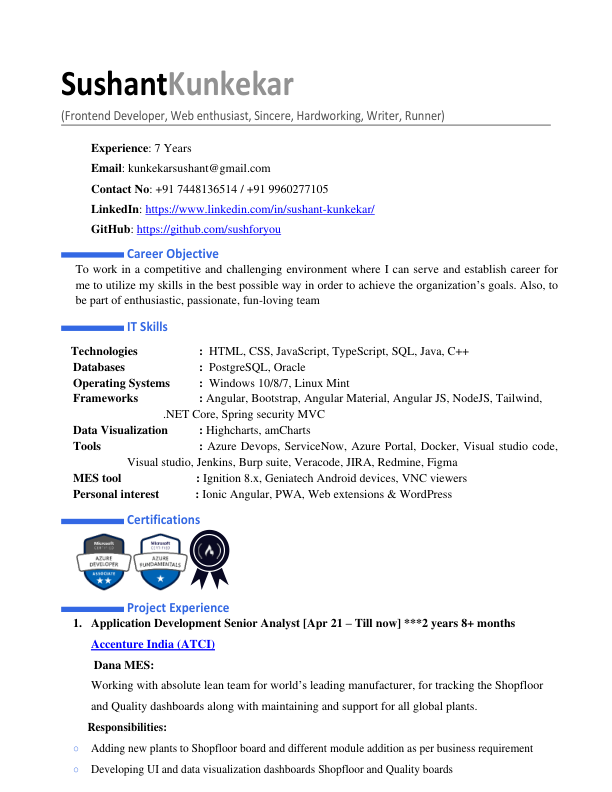 SushantKunkekar
(Frontend Developer, Web enthusiast, Sincere, Hardworking, Writer, Runner)
Experience: 7 Years
Email: kunkekarsushant@gmail.com
Contact No: +91 7448136514 / +91 9960277105
LinkedIn: https://www.linkedin.com/in/sushant-kunkekar/
GitHub: https://github.com/sushforyou
Career Objective
To work in a competitive and challenging environment where I can serve and establish career for
me to utilize my skills in the best possible way in order to achieve the organization's goals. Also, to
be part of enthusiastic, passionate, fun-loving team
IT Skills
Technologies : HTML, CSS, JavaScript, TypeScript, SQL, Java, C++
Databases : PostgreSQL, Oracle
Operating Systems : Windows 10/8/7, Linux Mint
Frameworks : Angular, Bootstrap, Angular Material, Angular JS, NodeJS, Tailwind,
.NET Core, Spring security MVC
Data Visualization : Highcharts, amCharts
Tools : Azure Devops, ServiceNow, Azure Portal, Docker, Visual studio code,
Visual studio, Jenkins, Burp suite, Veracode, JIRA, Redmine, Figma
MES tool : Ignition 8.x, Geniatech Android devices, VNC viewers
Personal interest : Ionic Angular, PWA, Web extensions & WordPress
Certifications
Microsoft CERTIFIED AZURE DEVELOPER ASSOCIATE
Microsoft CERTIFIED AZURE FUNDAMENTALS
Project Experience
1. Application Development Senior Analyst [Apr 21 – Till now] ***2 years 8+ months
Accenture India (ATCI)
Dana MES:
Working with absolute lean team for world's leading manufacturer, for tracking the Shopfloor
and Quality dashboards along with maintaining and support for all global plants.
Responsibilities:
○ Adding new plants to Shopfloor board and different module addition as per business requirement
○ Developing UI and data visualization dashboards Shopfloor and Quality boards